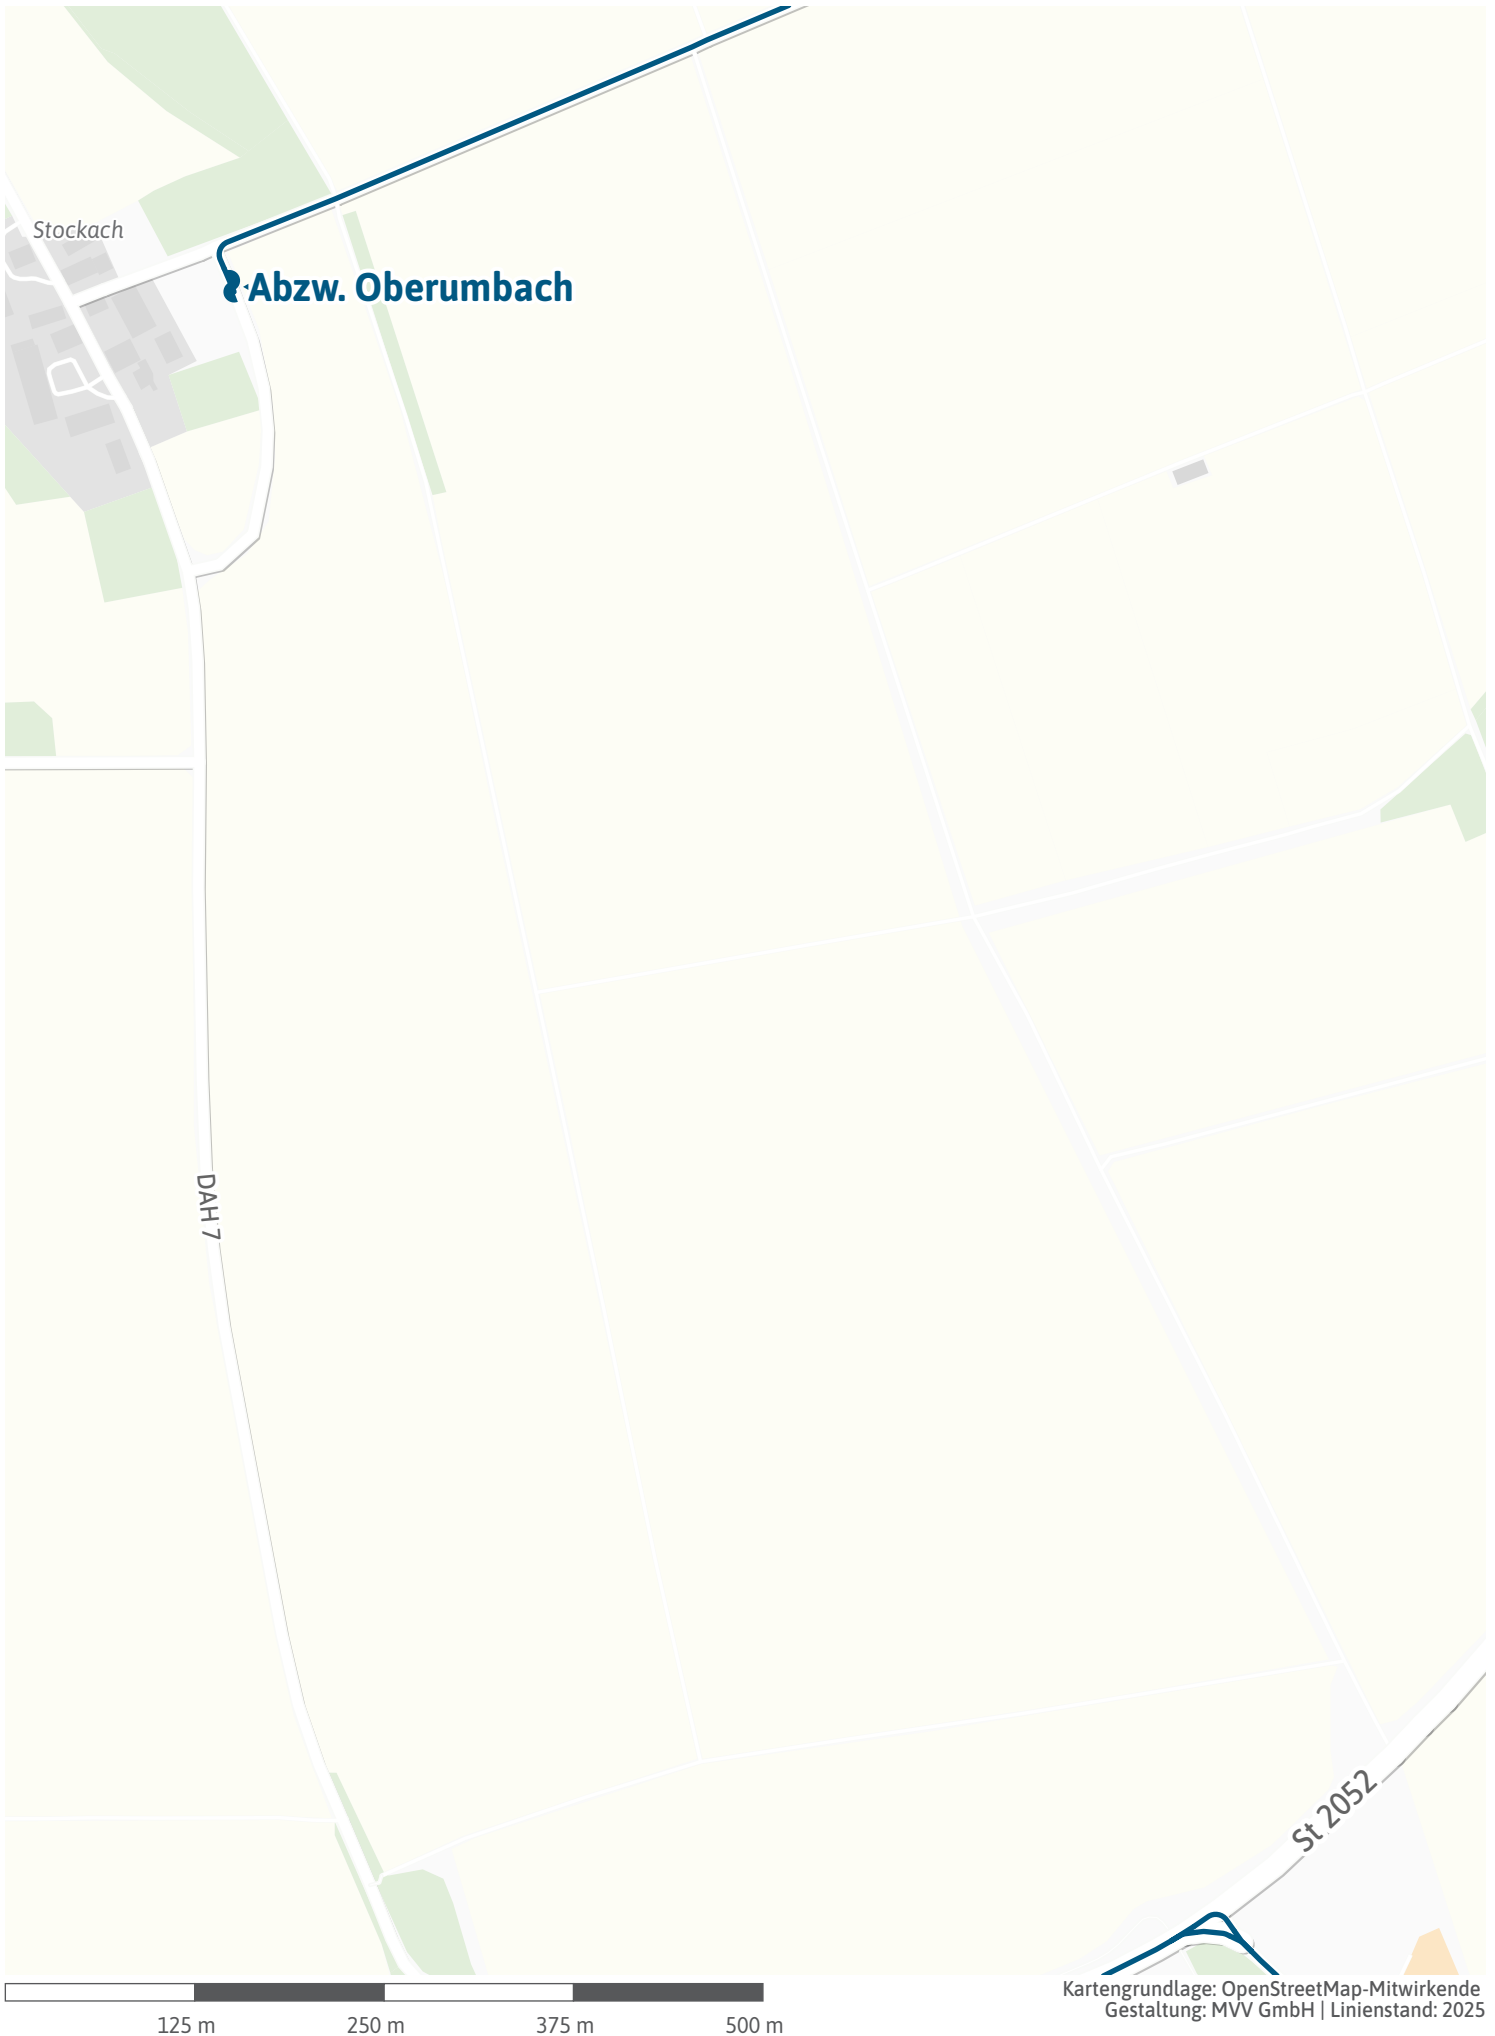 Stockach
Abzw. Oberumbach
DAH 7
St 2052
125 m
250 m
375 m
500 m
Kartengrundlage: OpenStreetMap-Mitwirkende
Gestaltung: MVV GmbH | Linienstand: 2025